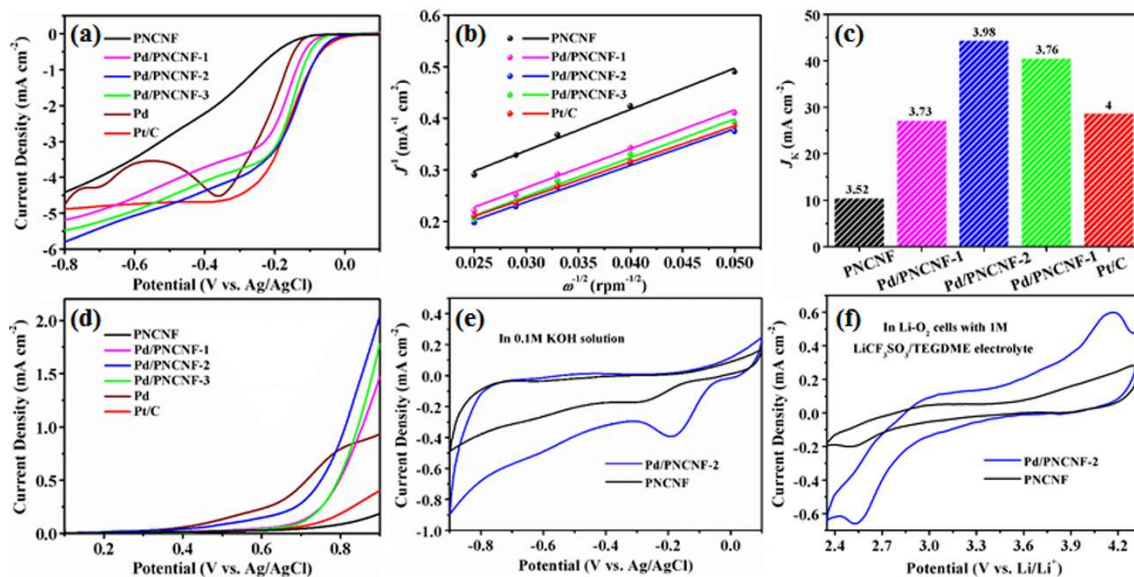 (a)
PNCNF
Pd/PNCNF-1
Pd/PNCNF-2
Pd/PNCNF-3
Pd
Pt/C
Current Density (mA cm⁻²)
0
-1
-2
-3
-4
-5
-6
-0.8 -0.6 -0.4 -0.2 0.0
Potential (V vs. Ag/AgCl)
(b)
PNCNF
Pd/PNCNF-1
Pd/PNCNF-2
Pd/PNCNF-3
Pt/C
J⁻¹ (mA⁻¹ cm²)
0.6
0.5
0.4
0.3
0.2
0.025 0.030 0.035 0.040 0.045 0.050
ω⁻¹/² (rpm⁻¹/²)
(c)
J_K (mA cm⁻²)
50
40
30
20
10
0
3.52
3.73
3.98
3.76
4
PNCNF
Pd/PNCNF-1
Pd/PNCNF-2
Pd/PNCNF-1
Pt/C
(d)
PNCNF
Pd/PNCNF-1
Pd/PNCNF-2
Pd/PNCNF-3
Pd
Pt/C
Current Density (mA cm⁻²)
2.0
1.5
1.0
0.5
0.0
0.2 0.4 0.6 0.8
Potential (V vs. Ag/AgCl)
(e)
In 0.1M KOH solution
Pd/PNCNF-2
PNCNF
Current Density (mA cm⁻²)
0.4
0.2
0.0
-0.2
-0.4
-0.6
-0.8
-1.0
-0.8 -0.6 -0.4 -0.2 0.0
Potential (V vs. Ag/AgCl)
(f)
In Li-O₂ cells with 1M
LiCF₃SO₃/TEGDME electrolyte
Pd/PNCNF-2
PNCNF
Current Density (mA cm⁻²)
0.6
0.4
0.2
0.0
-0.2
-0.4
-0.6
2.4 2.7 3.0 3.3 3.6 3.9 4.2
Potential (V vs. Li/Li⁺)